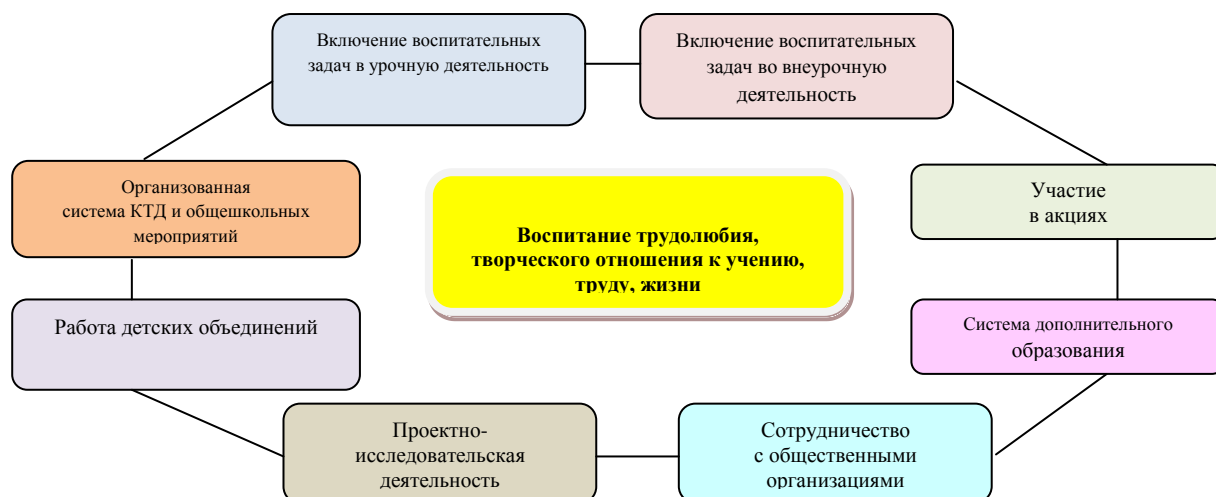 Включение воспитательных
задач в урочную деятельность
Включение воспитательных
задач во внеурочную
деятельность
Организованная
система КТД и общешкольных
мероприятий
Воспитание трудолюбия,
творческого отношения к учению,
труду, жизни
Участие
в акциях
Работа детских объединений
Система дополнительного
образования
Проектно-
исследовательская
деятельность
Сотрудничество
с общественными
организациями